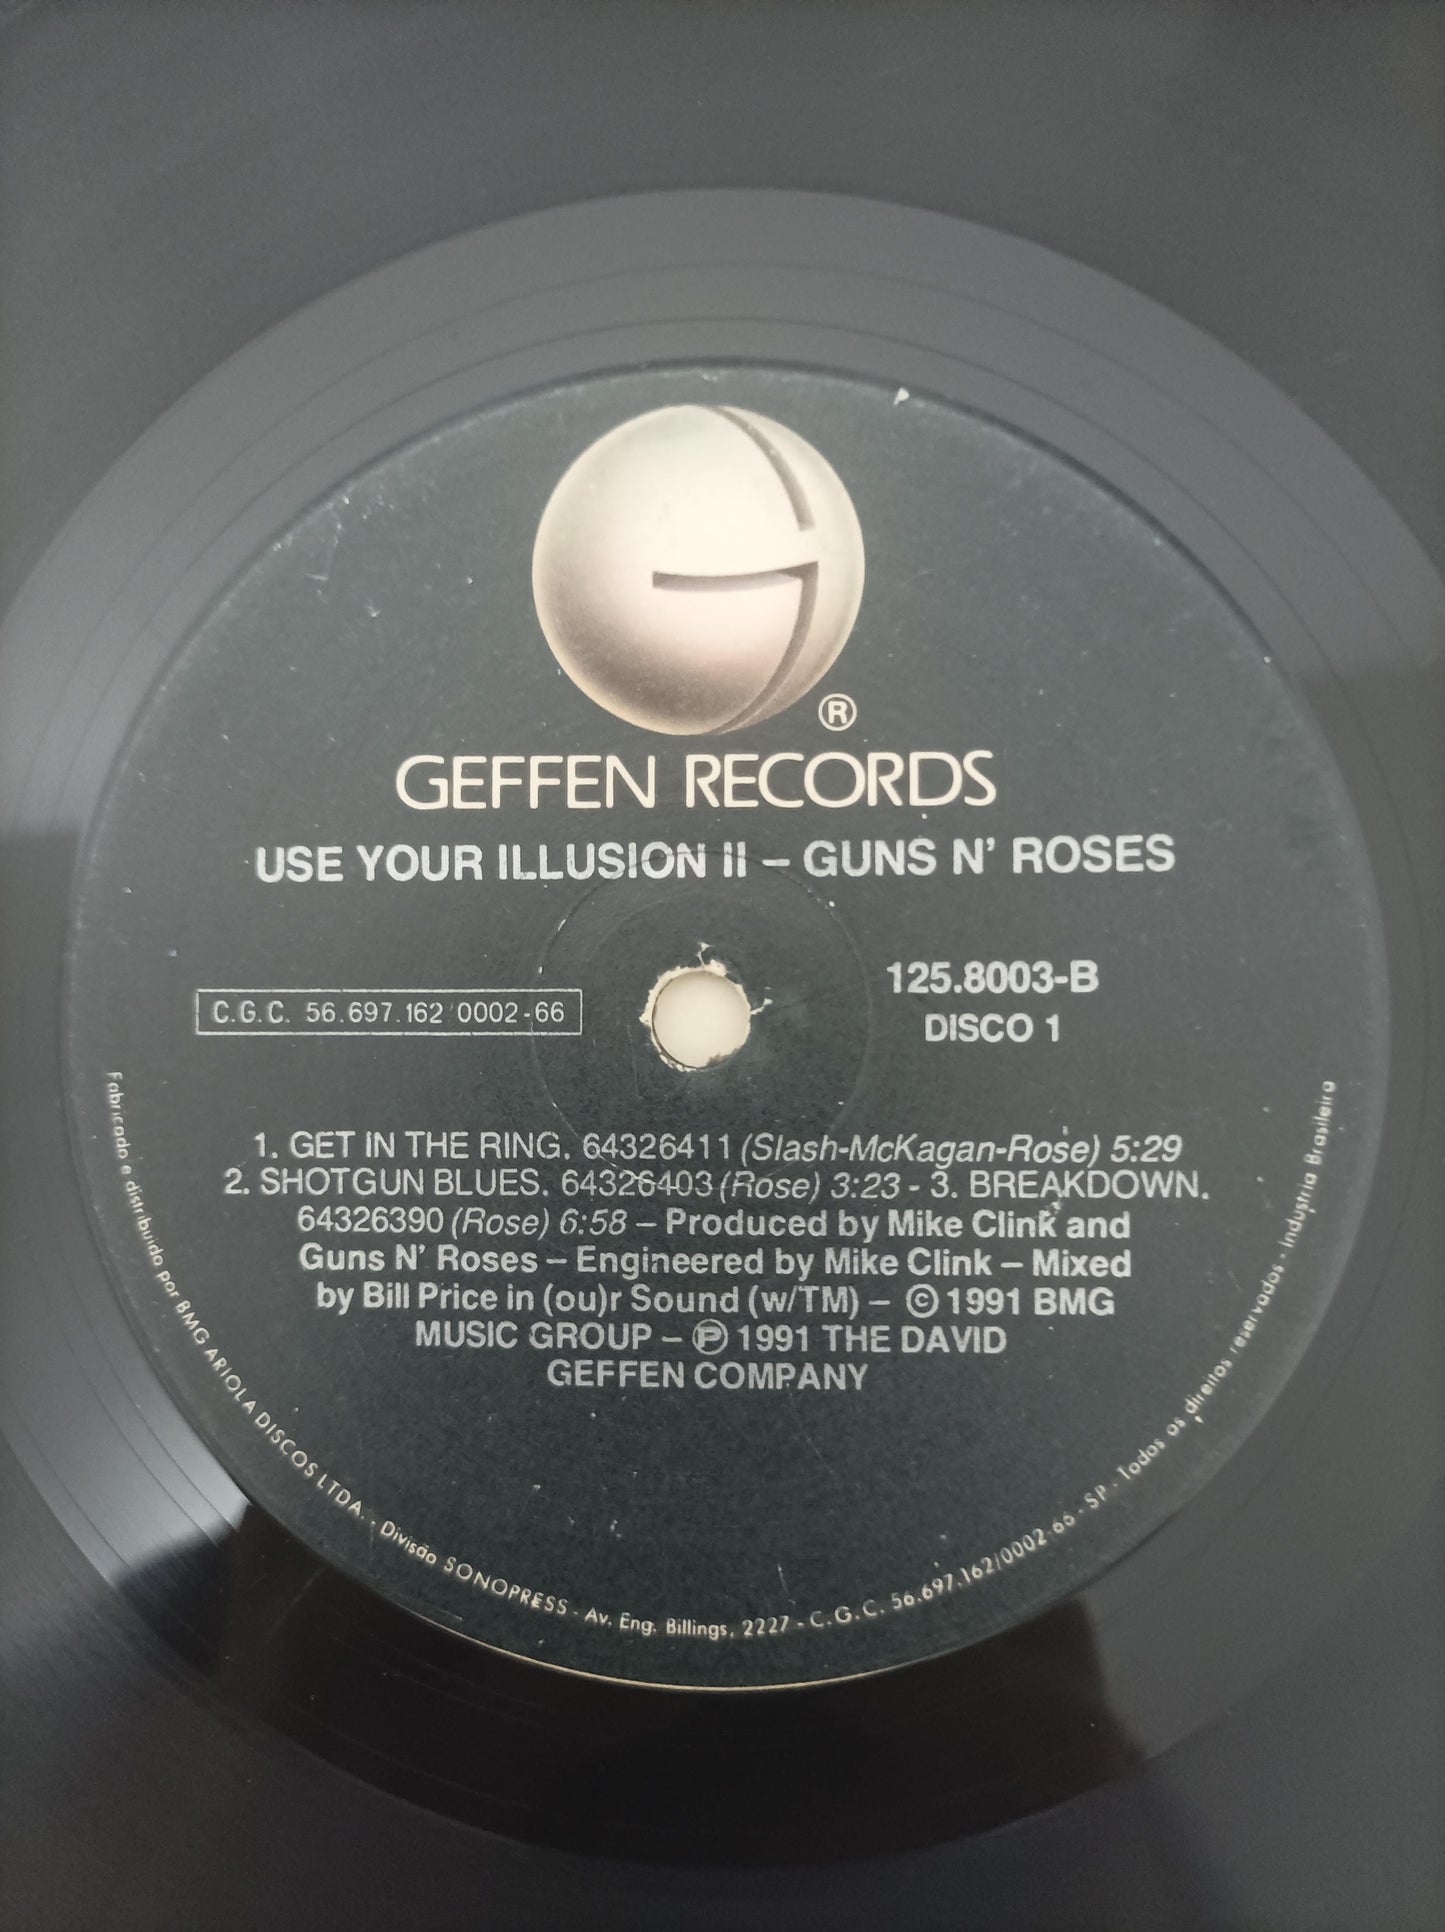 ®
GEFFEN RECORDS
USE YOUR ILLUSION II – GUNS N' ROSES
C.G.C. 56.697.162/0002-66
125.8003-B
DISCO 1
1. GET IN THE RING. 64326411 (Slash-McKagan-Rose) 5:29
2. SHOTGUN BLUES. 64326403 (Rose) 3:23 - 3. BREAKDOWN.
64326390 (Rose) 6:58 – Produced by Mike Clink and
Guns N' Roses – Engineered by Mike Clink – Mixed
by Bill Price in (ou)r Sound (w/TM) – © 1991 BMG
MUSIC GROUP – ℗ 1991 THE DAVID
GEFFEN COMPANY
Fabricado e distribuido por BMG ARIOLA DISCOS LTDA. - Divisão SONOPRESS - Av. Eng. Billings, 2227 - C.G.C. 56.697.162/0002-66 - SP - Todos os direitos reservados - Industria Brasileira